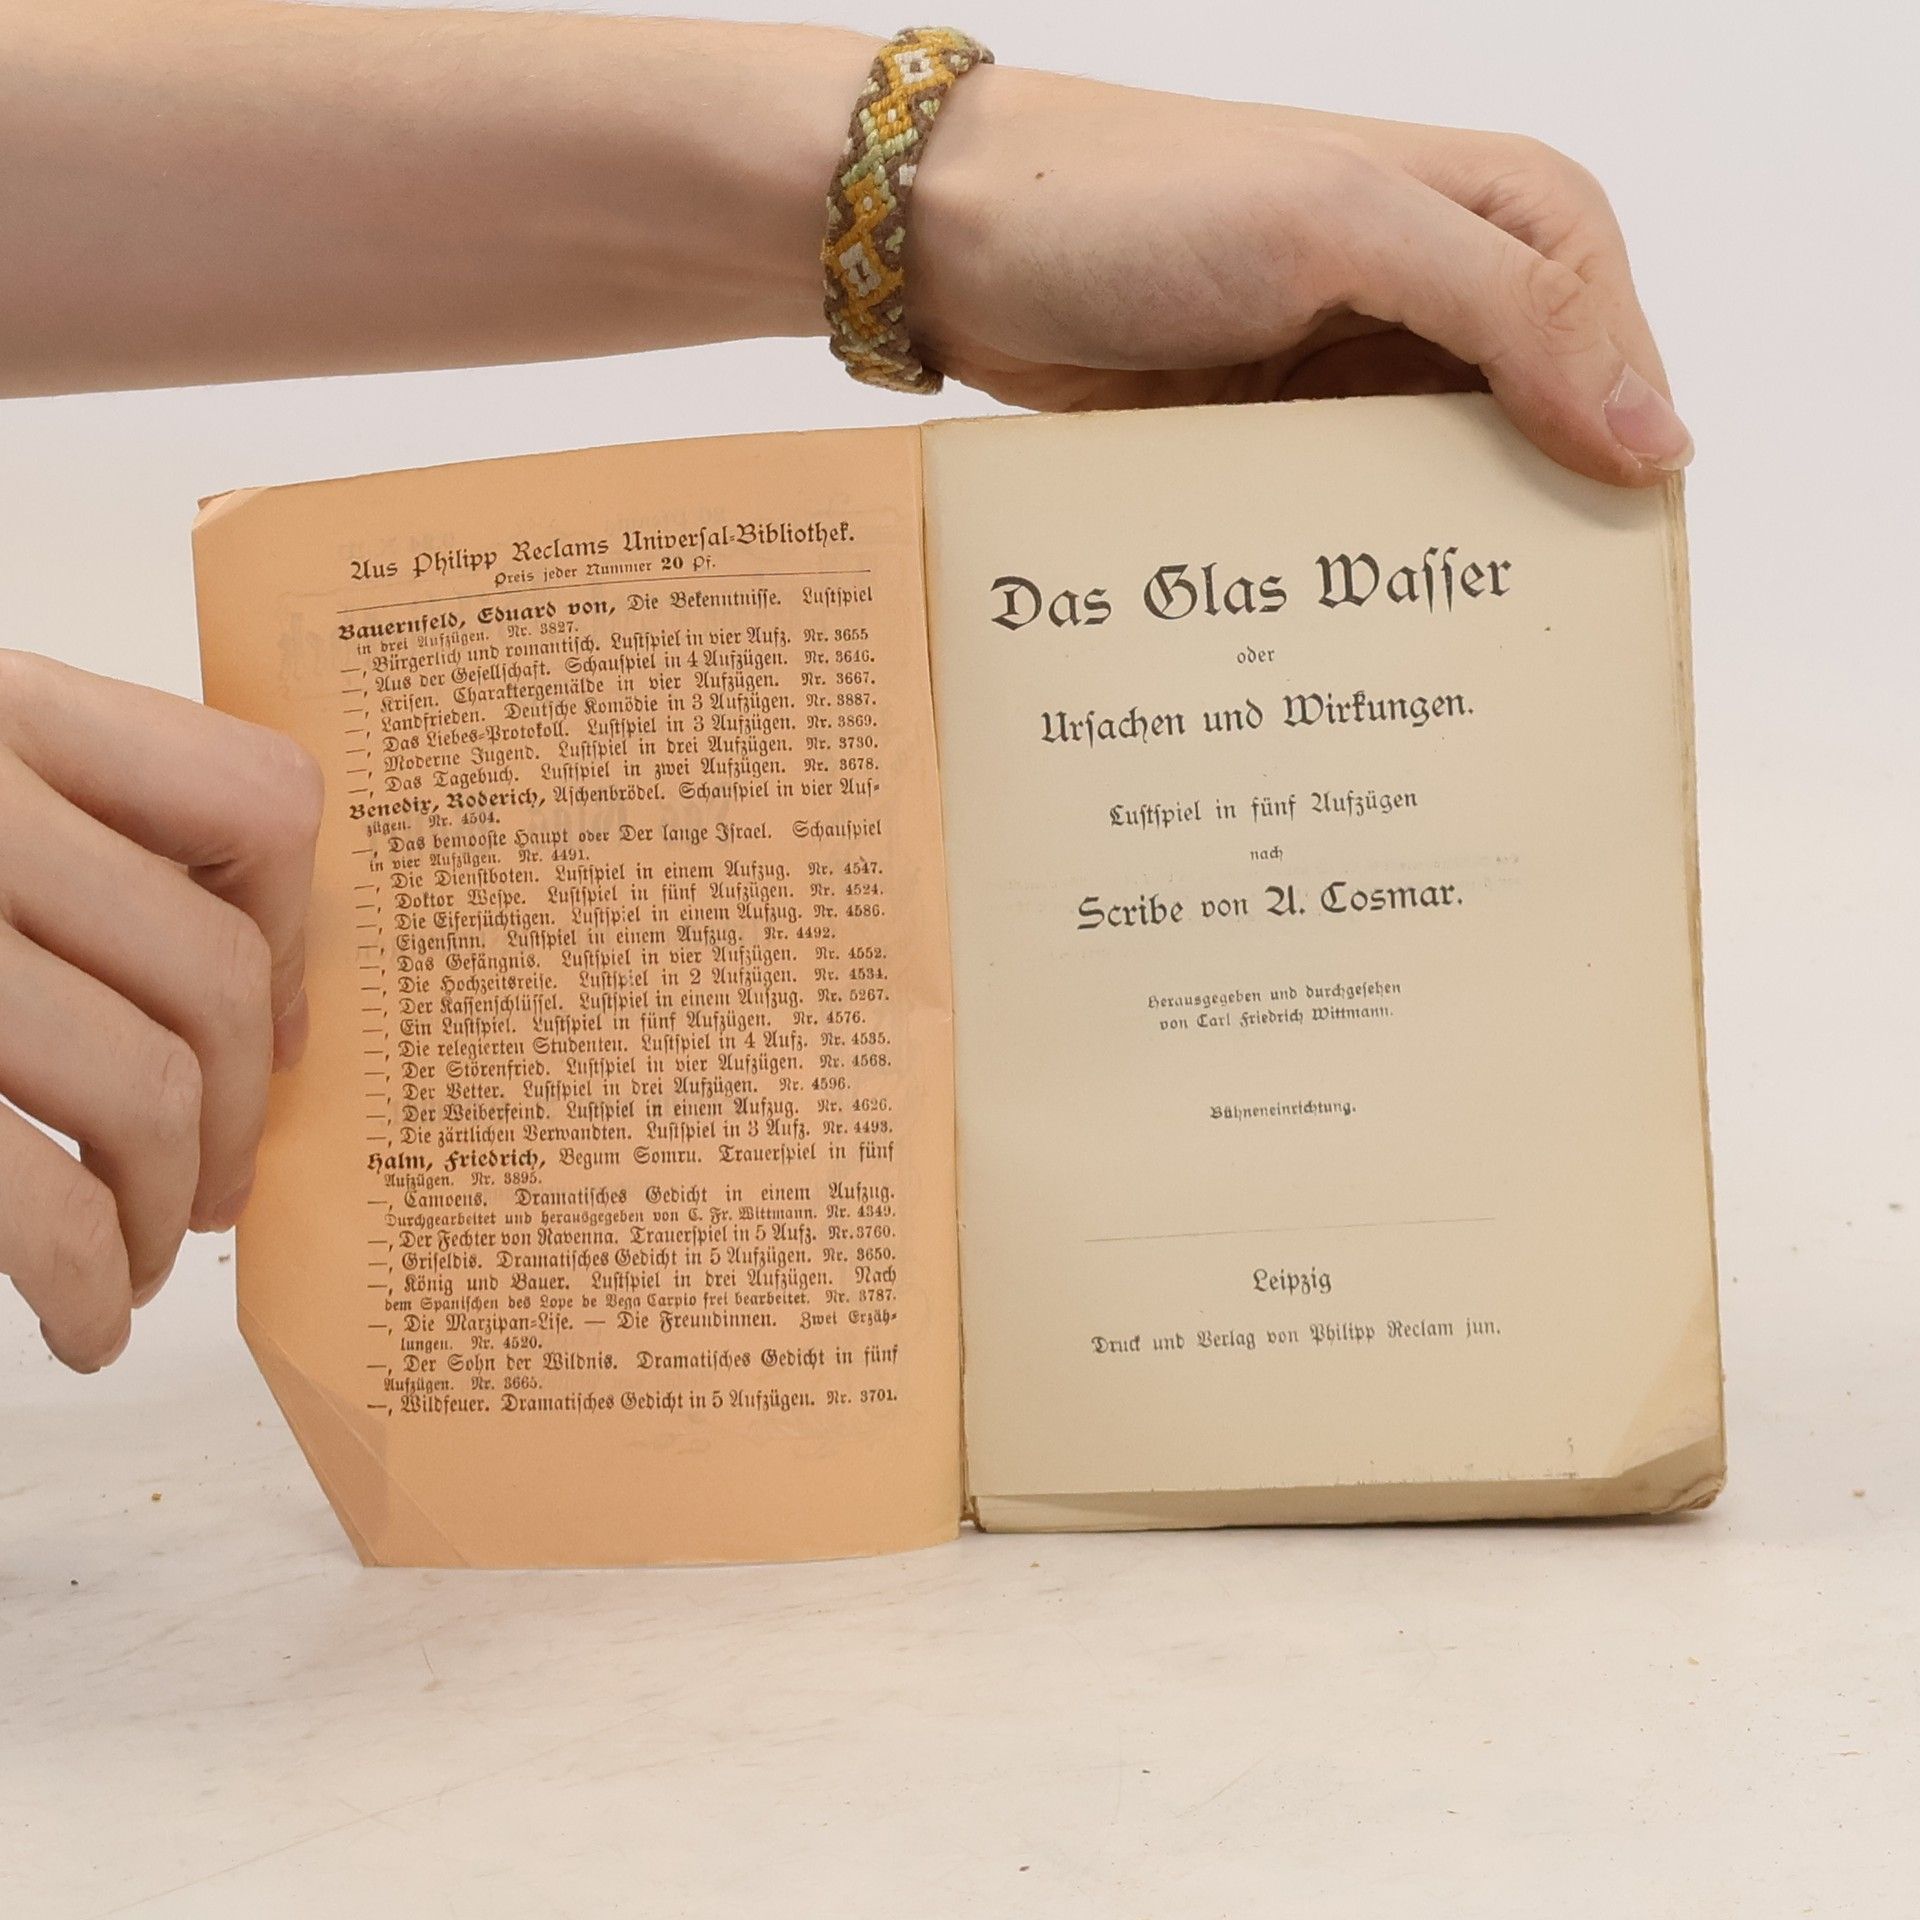 Aus Philipp Reclams Universal-Bibliothek.
Preis jeder Nummer 20 Pf.
Bauernfeld, Eduard von, Die Bekenntnisse. Lustspiel
in drei Aufzügen. Nr. 3827.
—, Bürgerlich und romantisch. Lustspiel in vier Aufz. Nr. 3655
—, Aus der Gesellschaft. Schauspiel in 4 Aufzügen. Nr. 3646.
—, Krisen. Charaktergemälde in vier Aufzügen. Nr. 3667.
—, Landfrieden. Deutsche Komödie in 3 Aufzügen. Nr. 3887.
—, Das Liebes-Protokoll. Lustspiel in 3 Aufzügen. Nr. 3869.
—, Moderne Jugend. Lustspiel in drei Aufzügen. Nr. 3730.
—, Das Tagebuch. Lustspiel in zwei Aufzügen. Nr. 3678.
Benedix, Roderich, Aschenbrödel. Schauspiel in vier Auf-
zügen. Nr. 4504.
—, Das bemooste Haupt oder Der lange Israel. Schauspiel
in vier Aufzügen. Nr. 4491.
—, Die Dienstboten. Lustspiel in einem Aufzug. Nr. 4547.
—, Doktor Wespe. Lustspiel in fünf Aufzügen. Nr. 4524.
—, Die Eifersüchtigen. Lustspiel in einem Aufzug. Nr. 4586.
—, Eigensinn. Lustspiel in einem Aufzug. Nr. 4492.
—, Das Gefängnis. Lustspiel in vier Aufzügen. Nr. 4552.
—, Die Hochzeitsreise. Lustspiel in 2 Aufzügen. Nr. 4534.
—, Der Kassenschlüssel. Lustspiel in einem Aufzug. Nr. 5267.
—, Ein Lustspiel. Lustspiel in fünf Aufzügen. Nr. 4576.
—, Die relegierten Studenten. Lustspiel in 4 Aufz. Nr. 4535.
—, Der Störenfried. Lustspiel in vier Aufzügen. Nr. 4568.
—, Der Vetter. Lustspiel in drei Aufzügen. Nr. 4596.
—, Der Weiberfeind. Lustspiel in einem Aufzug. Nr. 4626.
—, Die zärtlichen Verwandten. Lustspiel in 3 Aufz. Nr. 4493.
Halm, Friedrich, Begum Somru. Trauerspiel in fünf
Aufzügen. Nr. 3895.
—, Camoens. Dramatisches Gedicht in einem Aufzug.
Durchgearbeitet und herausgegeben von C. Fr. Wittmann. Nr. 4349.
—, Der Fechter von Ravenna. Trauerspiel in 5 Aufz. Nr. 3760.
—, Griseldis. Dramatisches Gedicht in 5 Aufzügen. Nr. 3650.
—, König und Bauer. Lustspiel in drei Aufzügen. Nach
dem Spanischen des Lope de Vega Carpio frei bearbeitet. Nr. 3787.
—, Die Marzipan-Lise. — Die Freundinnen. Zwei Erzäh-
lungen. Nr. 4520.
—, Der Sohn der Wildnis. Dramatisches Gedicht in fünf
Aufzügen. Nr. 3665.
—, Wildfeuer. Dramatisches Gedicht in 5 Aufzügen. Nr. 3701.
Das Glas Wasser
oder
Ursachen und Wirkungen.
Lustspiel in fünf Aufzügen
nach
Scribe von A. Cosmar.
Herausgegeben und durchgesehen
von Carl Friedrich Wittmann.
Bühneneinrichtung.
Leipzig
Druck und Verlag von Philipp Reclam jun.